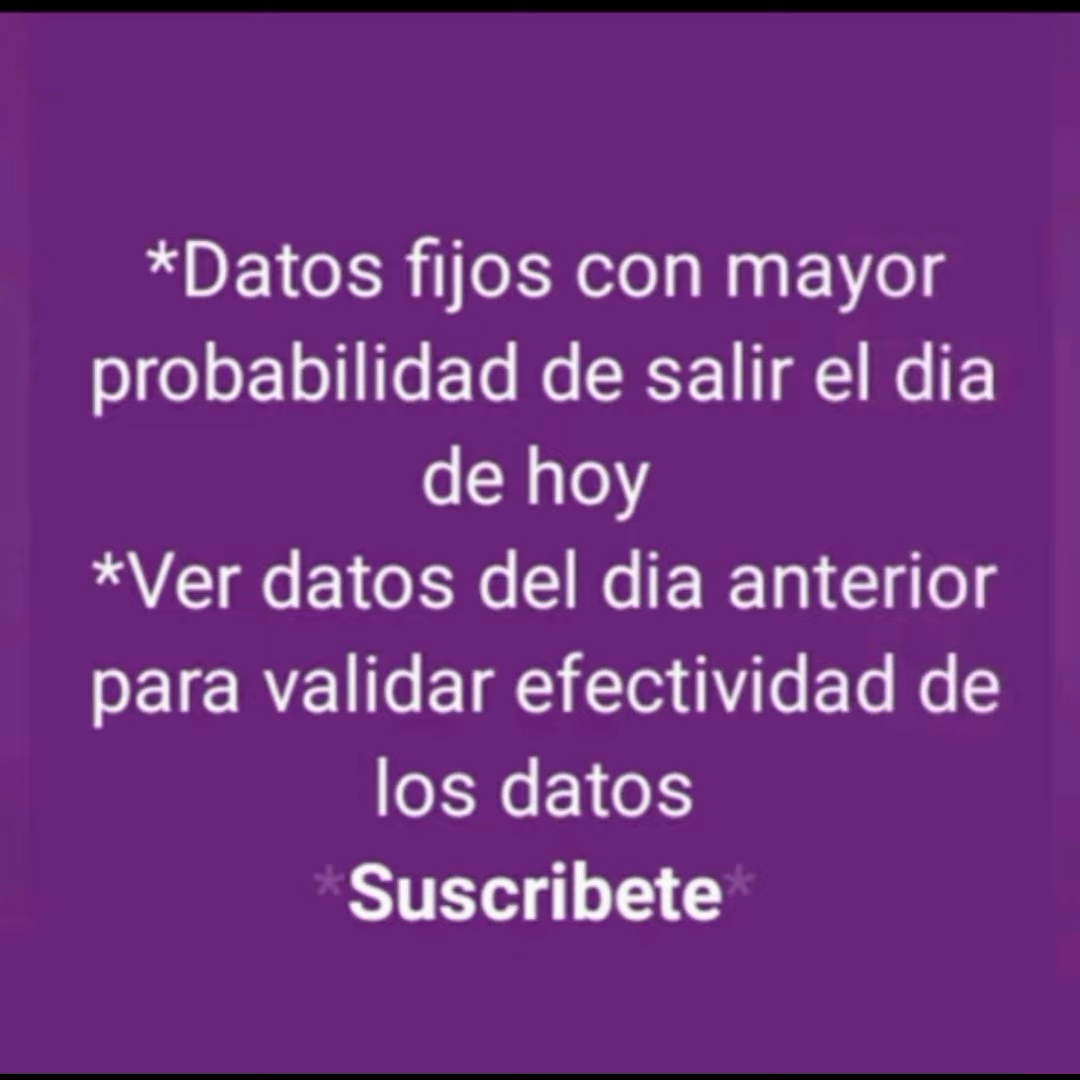 *Datos fijos con mayor
probabilidad de salir el dia
de hoy
*Ver datos del dia anterior
para validar efectividad de
los datos
*Suscribete*